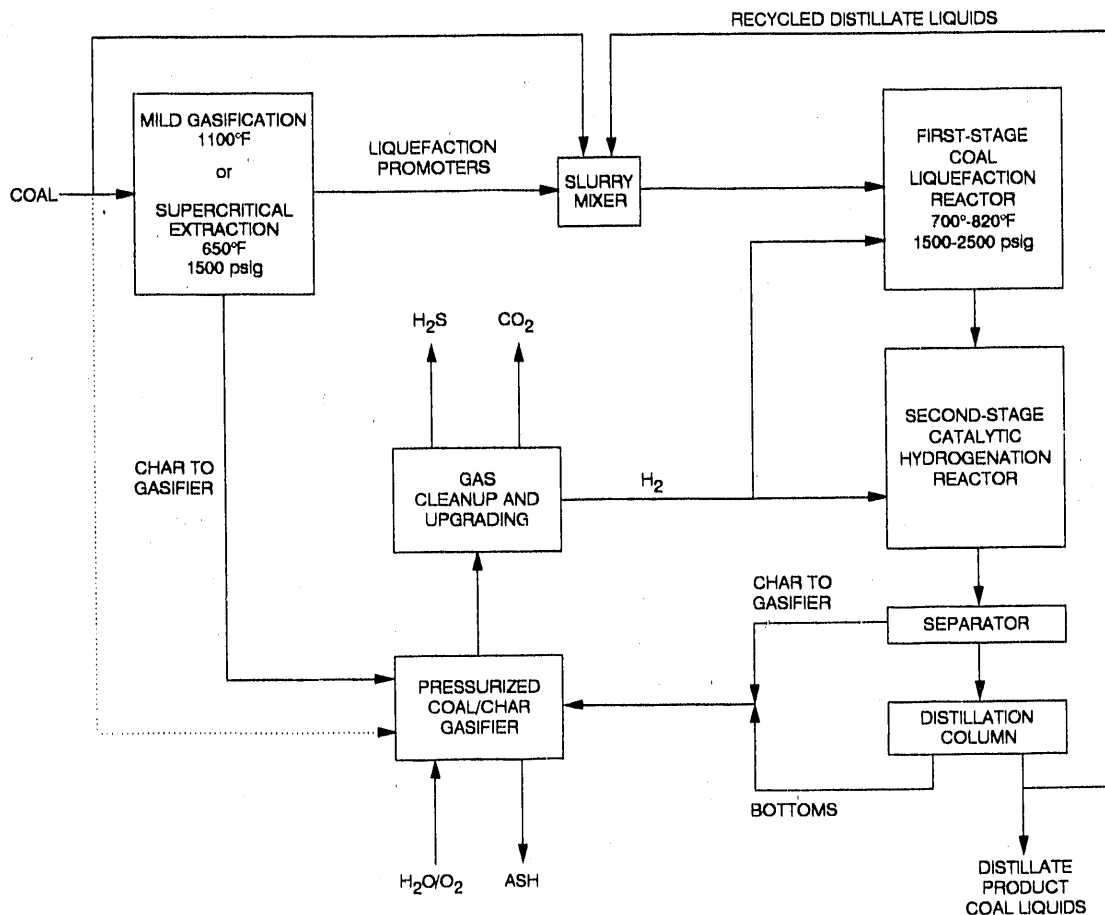 RECYCLED DISTILLATE LIQUIDS
COAL
MILD GASIFICATION
1100°F
or
SUPERCRITICAL
EXTRACTION
650°F
1500 psig
LIQUEFACTION
PROMOTERS
SLURRY
MIXER
FIRST-STAGE
COAL
LIQUEFACTION
REACTOR
700°-820°F
1500-2500 psig
H₂S
CO₂
CHAR TO
GASIFIER
GAS
CLEANUP AND
UPGRADING
H₂
SECOND-STAGE
CATALYTIC
HYDROGENATION
REACTOR
CHAR TO
GASIFIER
SEPARATOR
PRESSURIZED
COAL/CHAR
GASIFIER
DISTILLATION
COLUMN
BOTTOMS
H₂O/O₂
ASH
DISTILLATE
PRODUCT
COAL LIQUIDS